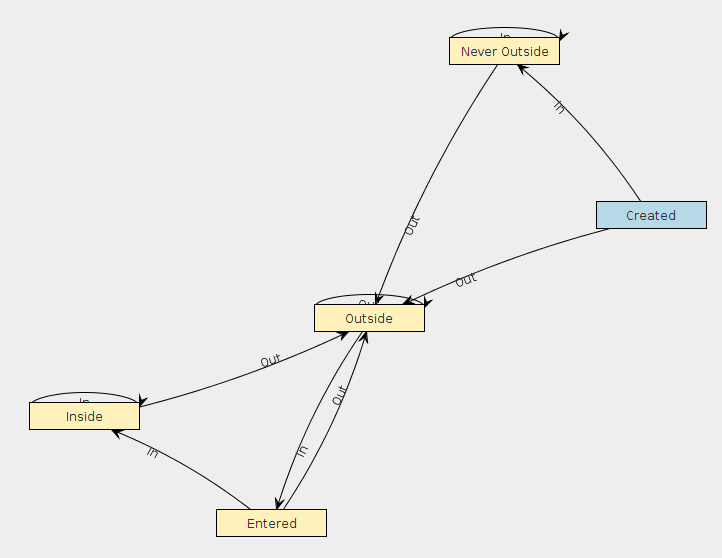 In
Never Outside
In
Created
Out
Out
Out
Outside
Out
In
Inside
Out
In
In
Entered